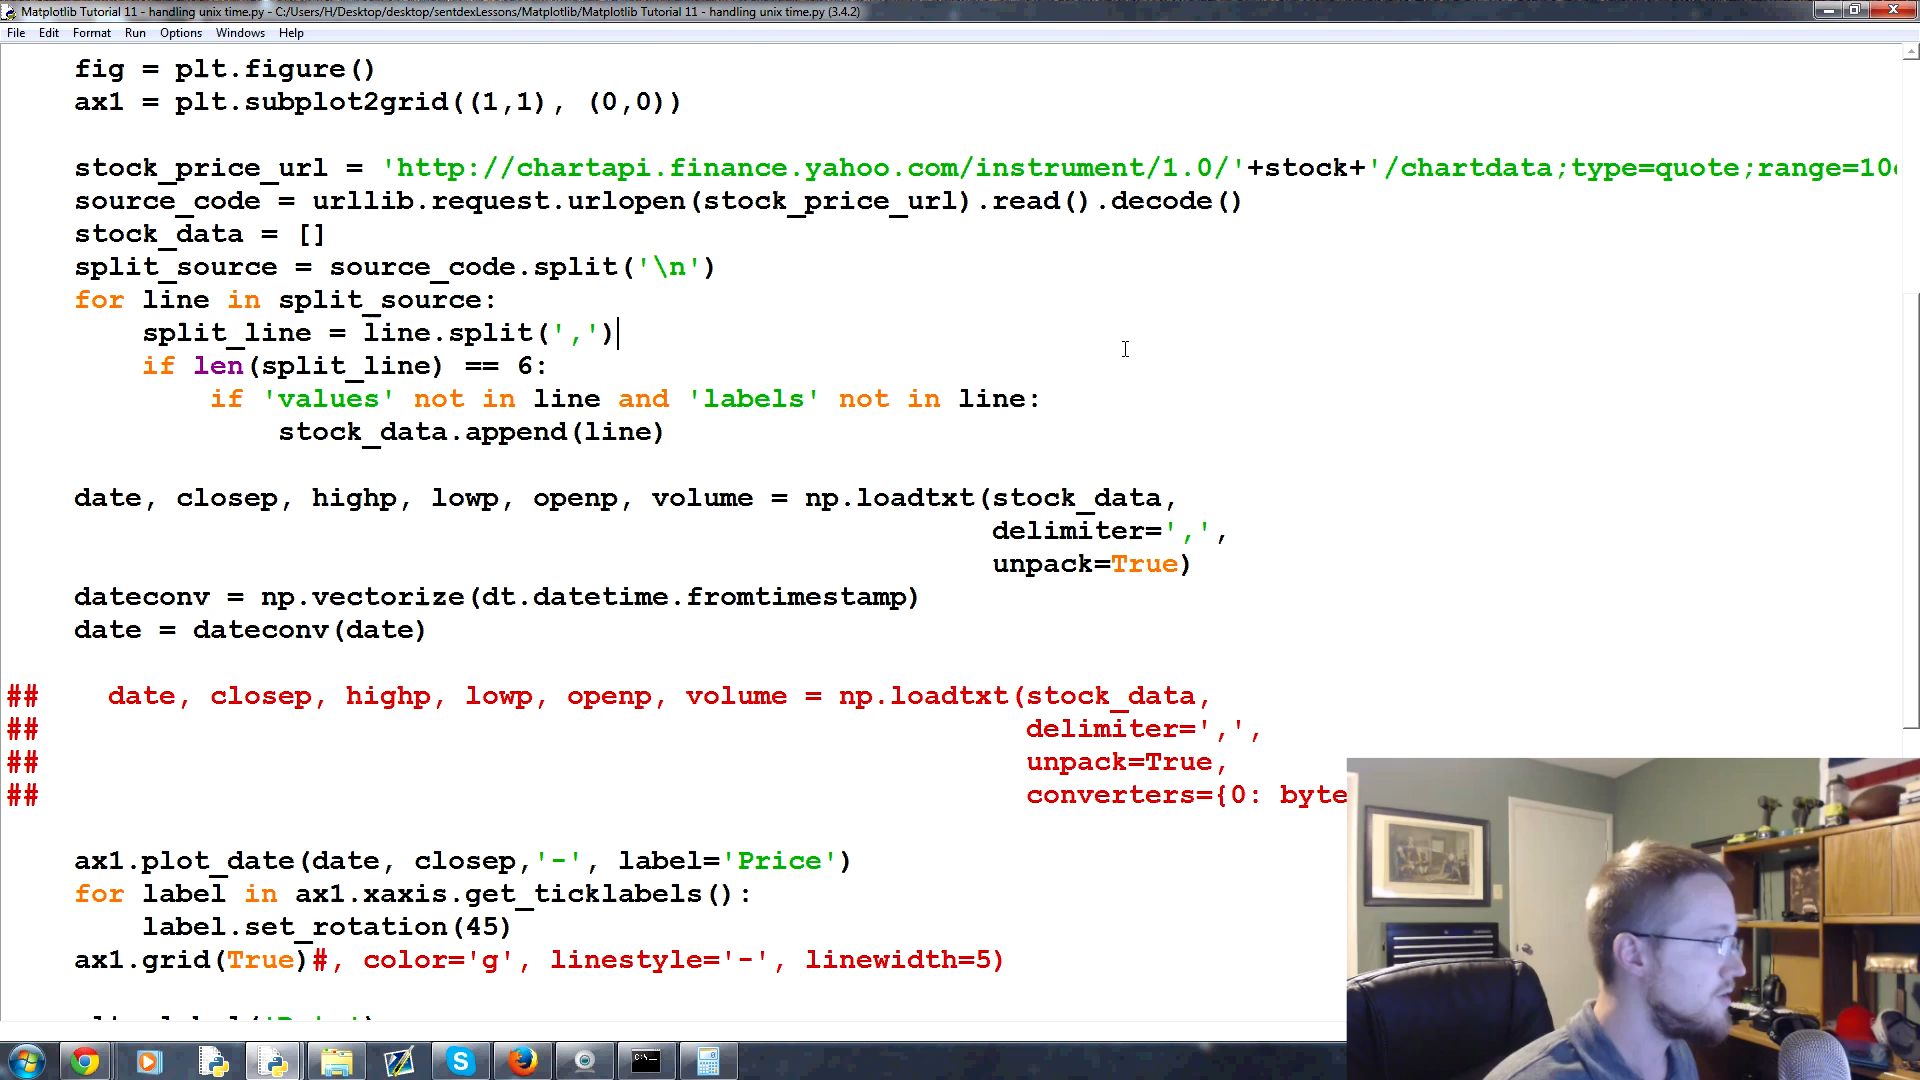 Matplotlib Tutorial 11 - handling unix time.py - C:/Users/H/Desktop/desktop/sentdexLessons/Matplotlib/Matplotlib Tutorial 11 - handling unix time.py (3.4.2)
File Edit Format Run Options Windows Help
fig = plt.figure()
ax1 = plt.subplot2grid((1,1), (0,0))
stock_price_url = 'http://chartapi.finance.yahoo.com/instrument/1.0/'+stock+'/chartdata;type=quote;range=10
source_code = urllib.request.urlopen(stock_price_url).read().decode()
stock_data = []
split_source = source_code.split('\n')
for line in split_source:
split_line = line.split(',')
if len(split_line) == 6:
if 'values' not in line and 'labels' not in line:
stock_data.append(line)
date, closep, highp, lowp, openp, volume = np.loadtxt(stock_data,
delimiter=',',
unpack=True)
dateconv = np.vectorize(dt.datetime.fromtimestamp)
date = dateconv(date)
## date, closep, highp, lowp, openp, volume = np.loadtxt(stock_data,
## delimiter=',',
## unpack=True,
## converters={0: byte
ax1.plot_date(date, closep,'-', label='Price')
for label in ax1.xaxis.get_ticklabels():
label.set_rotation(45)
ax1.grid(True)#, color='g', linestyle='-', linewidth=5)